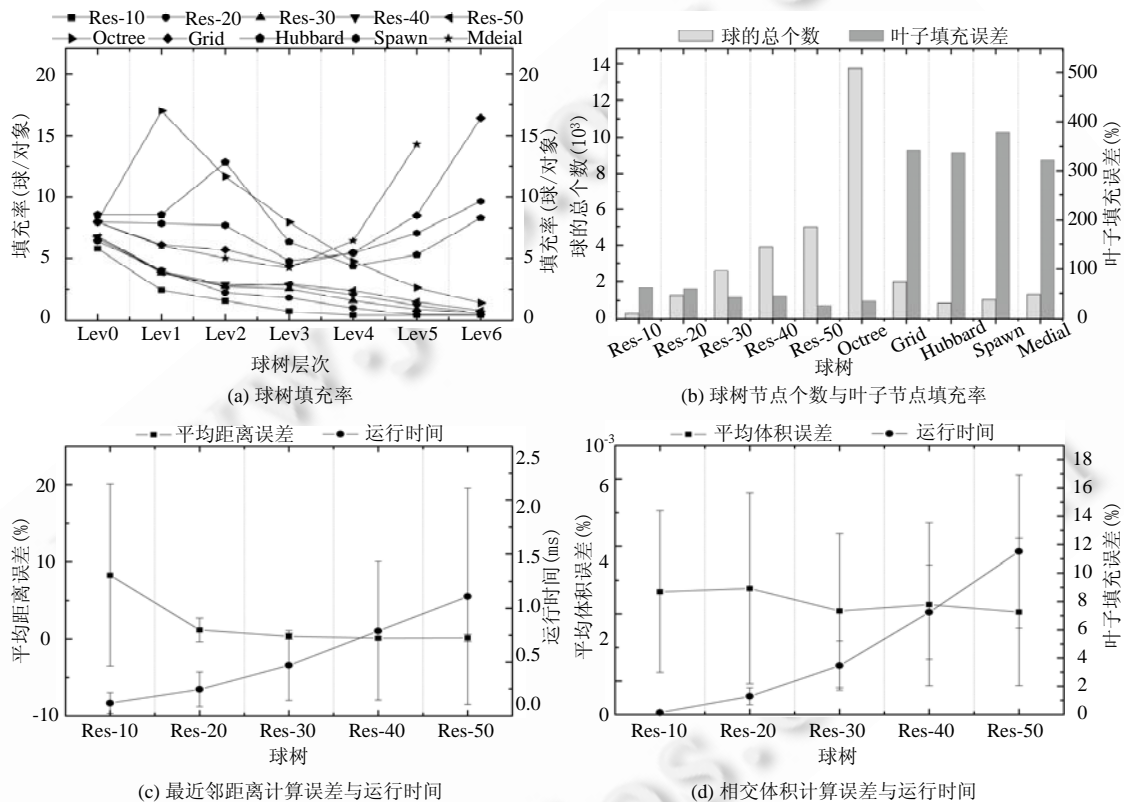 Res-10 Res-20 Res-30 Res-40 Res-50
Octree Grid Hubbard Spawn Mdeial
填充率(球/对象)
20
15
10
5
0
20
15
10
5
0
填充率(球/对象)
Lev0 Lev1 Lev2 Lev3 Lev4 Lev5 Lev6
球树层次
(a) 球树填充率
球的总个数 叶子填充误差
球的总个数(10³)
14
12
10
8
6
4
2
0
500
400
300
200
100
0
叶子填充误差(%)
Res-10 Res-20 Res-30 Res-40 Res-50 Octree Grid Hubbard Spawn Medial
球树
(b) 球树节点个数与叶子节点填充率
平均距离误差 运行时间
平均距离误差(%)
20
10
0
-10
2.5
2.0
1.5
1.0
0.5
0.0
运行时间(ms)
Res-10 Res-20 Res-30 Res-40 Res-50
球树
(c) 最近邻距离计算误差与运行时间
平均体积误差 运行时间
10⁻³
平均体积误差(%)
6
4
2
0
18
16
14
12
10
8
6
4
2
0
叶子填充误差(%)
Res-10 Res-20 Res-30 Res-40 Res-50
球树
(d) 相交体积计算误差与运行时间